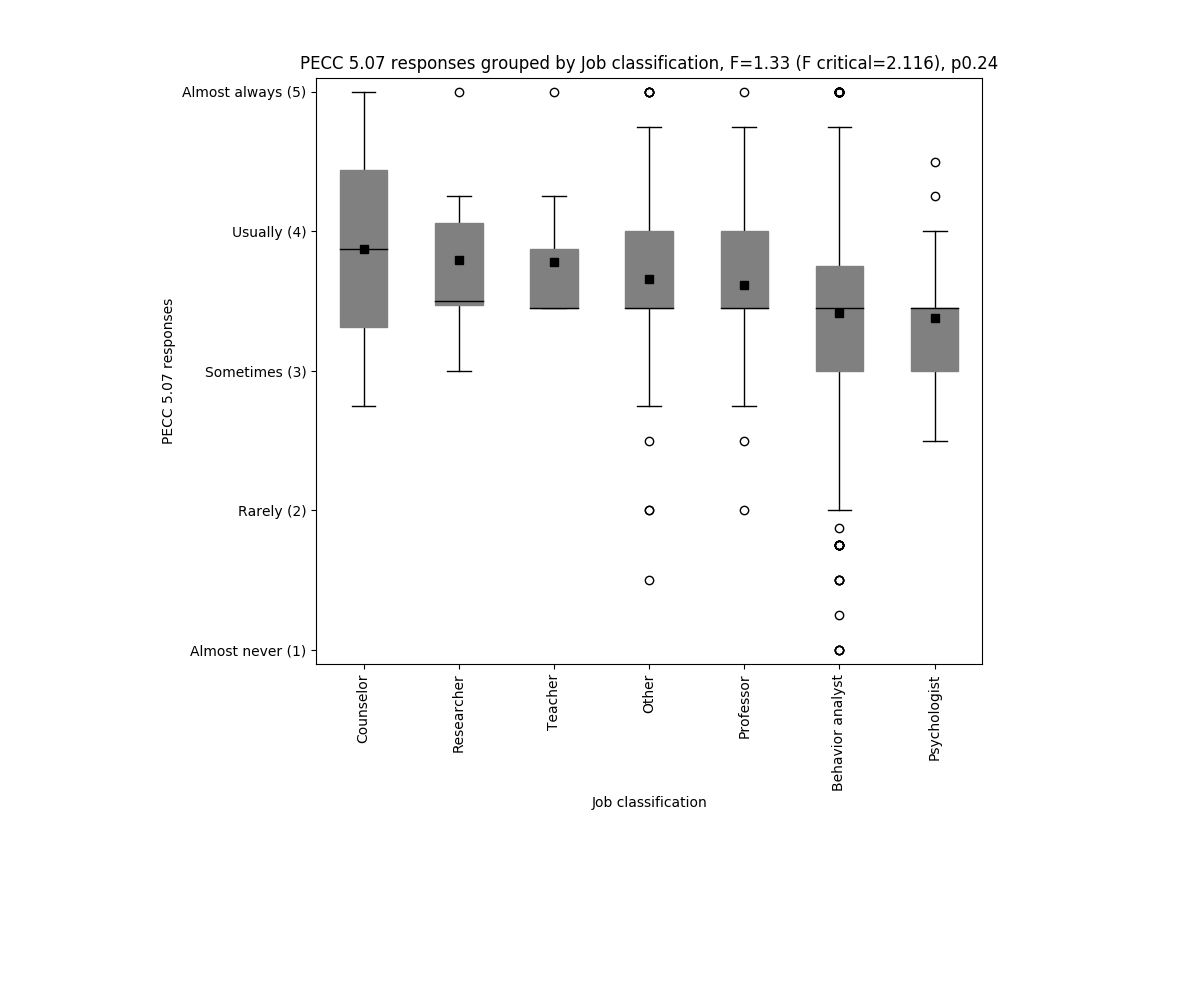 PECC 5.07 responses grouped by Job classification, F=1.33 (F critical=2.116), p0.24
Almost always (5)
Usually (4)
Sometimes (3)
Rarely (2)
Almost never (1)
PECC 5.07 responses
Counselor
Researcher
Teacher
Other
Professor
Behavior analyst
Psychologist
Job classification